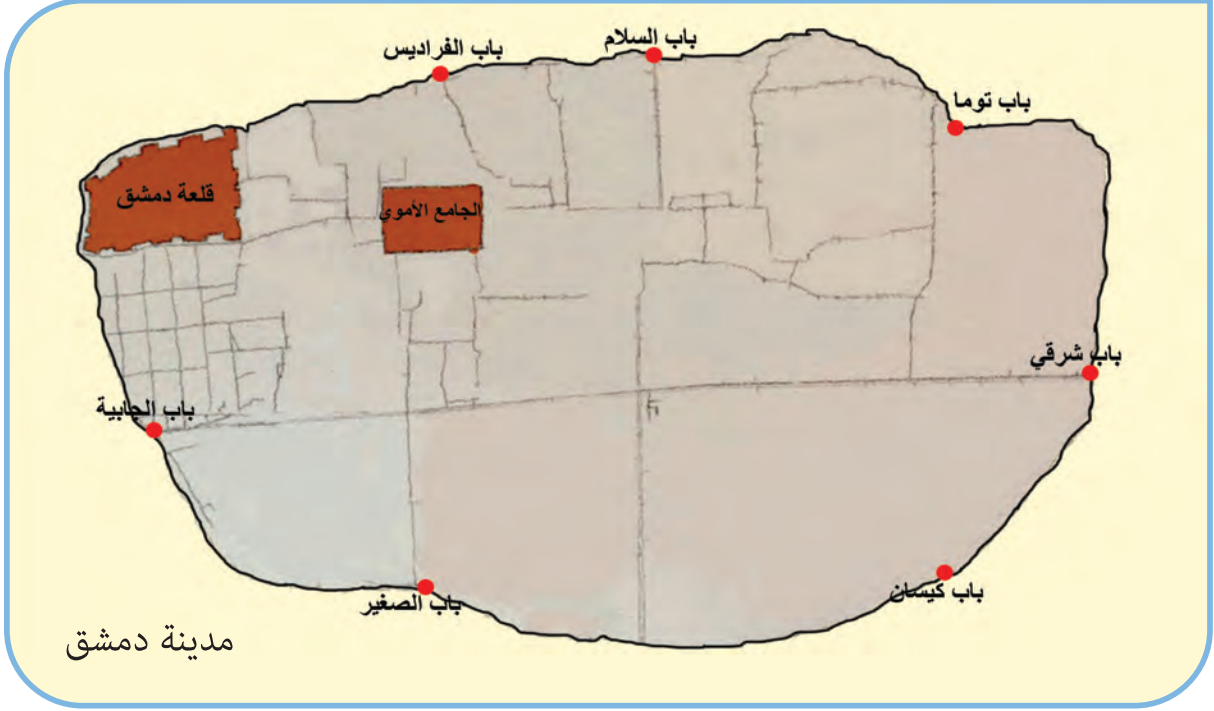 باب السلام
باب الفراديس
باب توما
قلعة دمشق
الجامع الأموي
باب شرقي
باب الجابية
باب كيسان
باب الصغير
مدينة دمشق